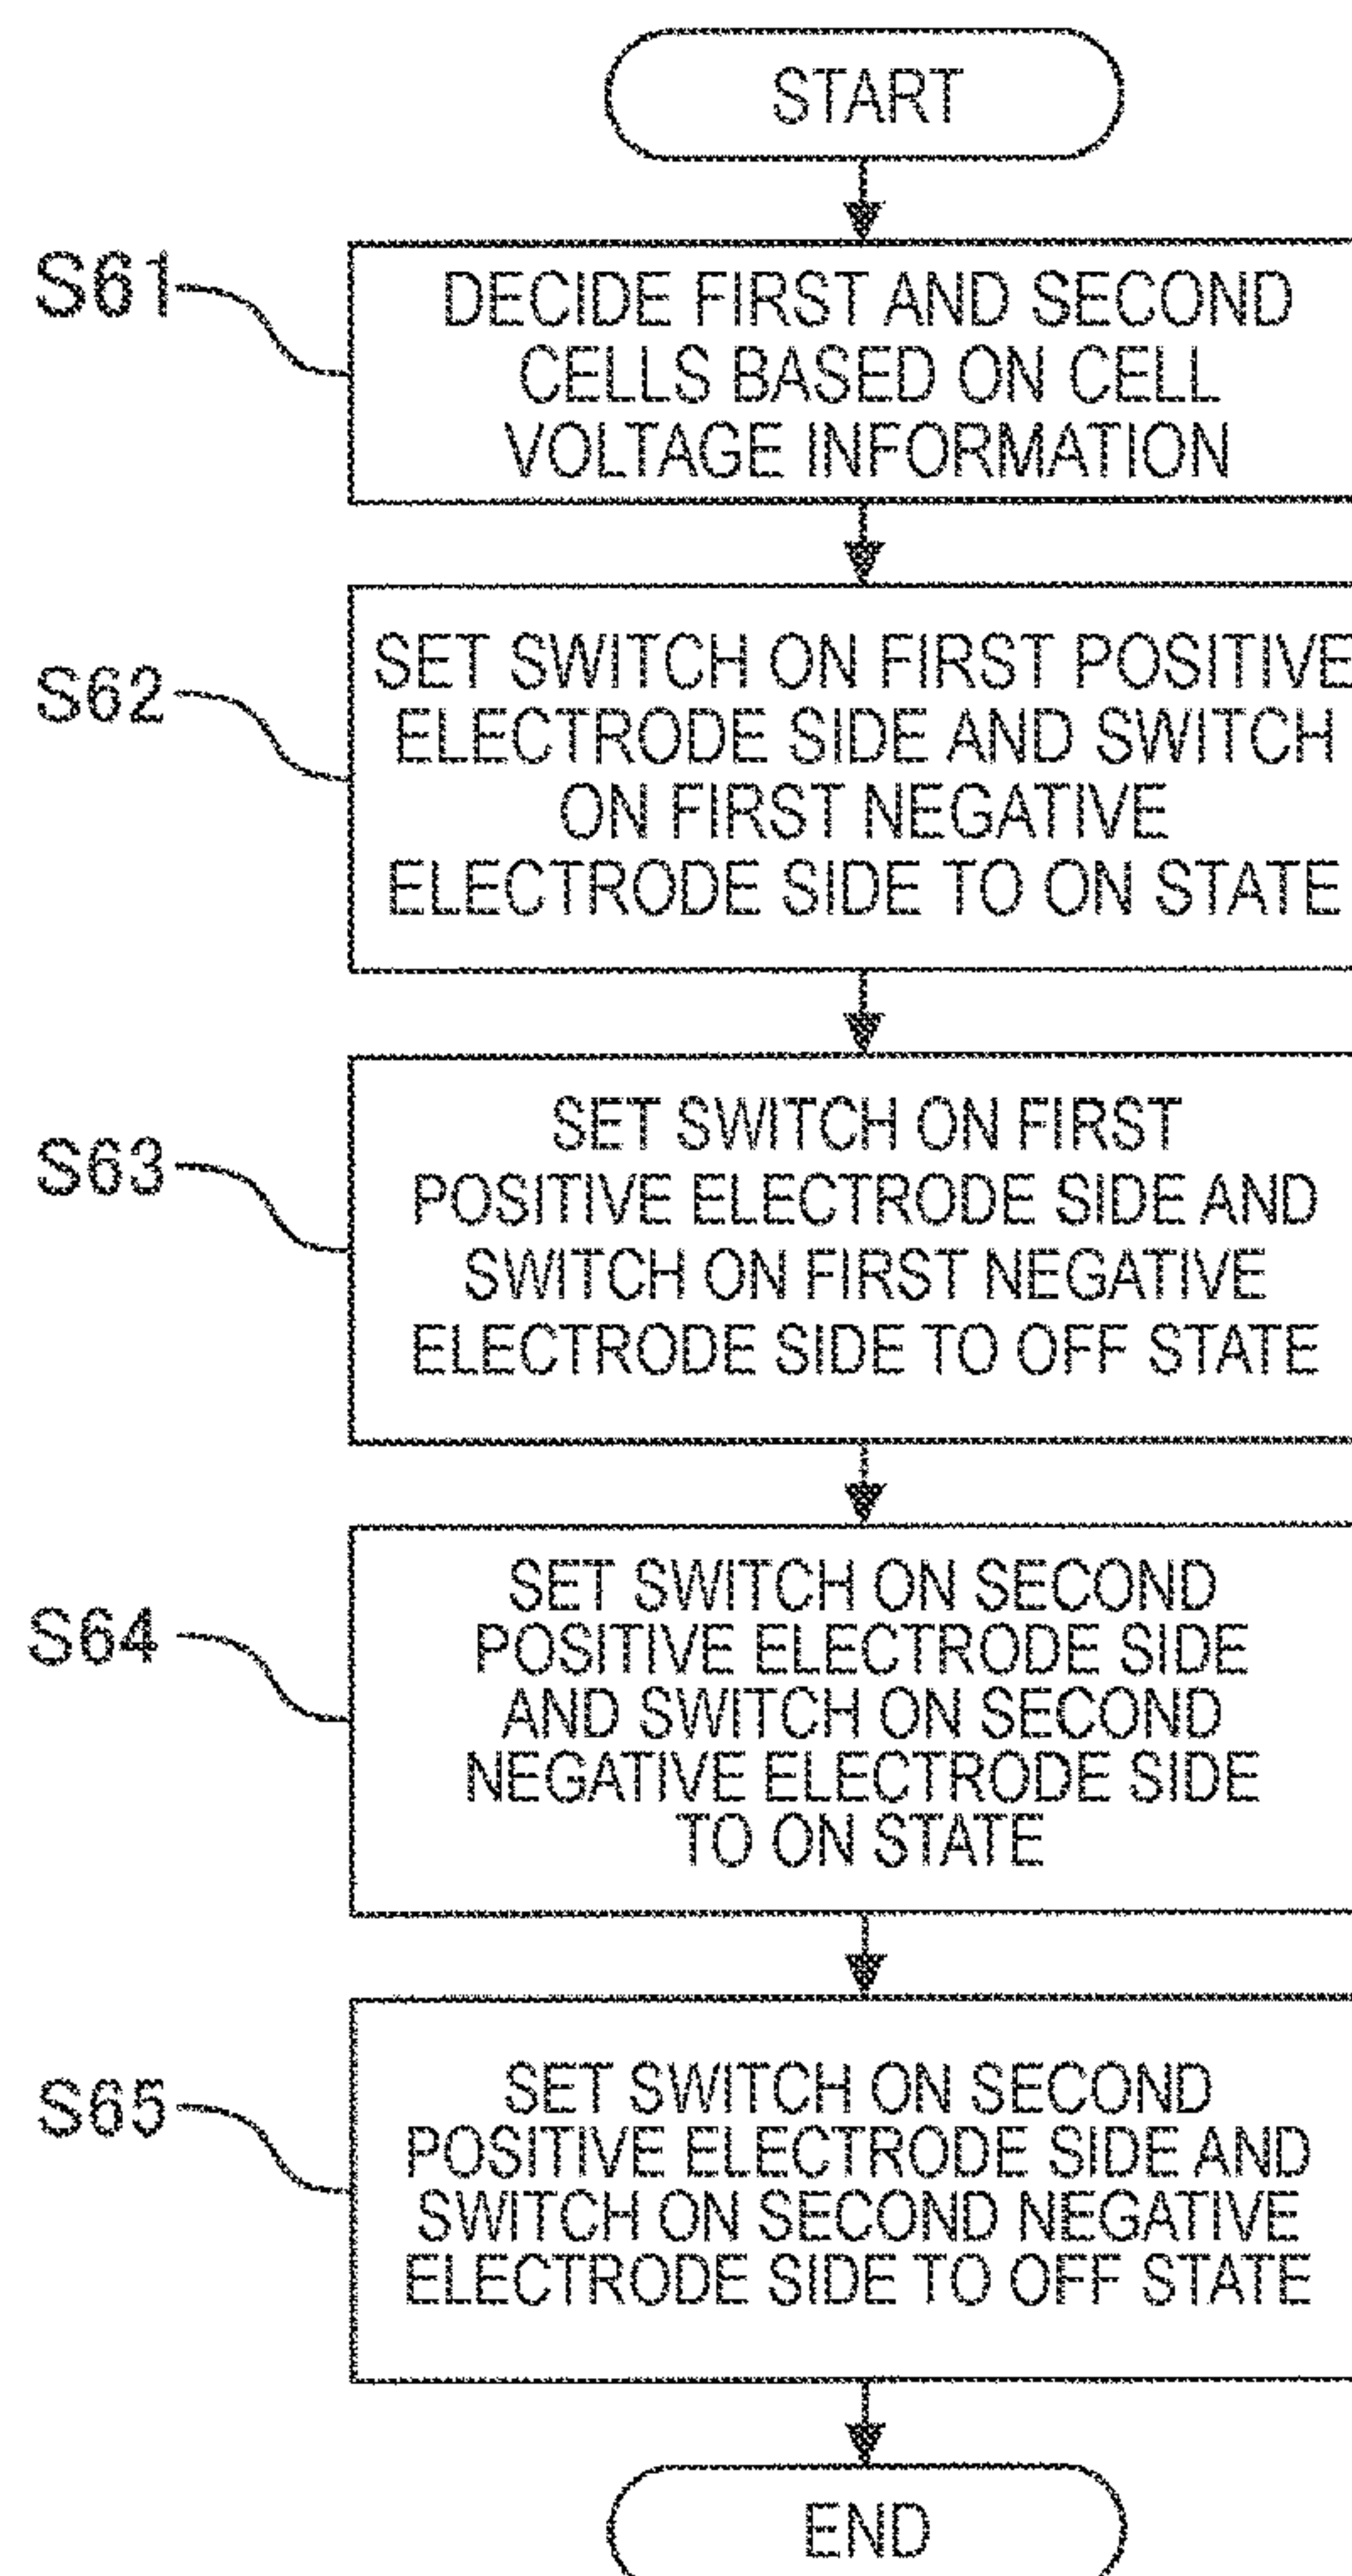 START
S61
DECIDE FIRST AND SECOND
CELLS BASED ON CELL
VOLTAGE INFORMATION
S62
SET SWITCH ON FIRST POSITIVE
ELECTRODE SIDE AND SWITCH
ON FIRST NEGATIVE
ELECTRODE SIDE TO ON STATE
S63
SET SWITCH ON FIRST
POSITIVE ELECTRODE SIDE AND
SWITCH ON FIRST NEGATIVE
ELECTRODE SIDE TO OFF STATE
S64
SET SWITCH ON SECOND
POSITIVE ELECTRODE SIDE
AND SWITCH ON SECOND
NEGATIVE ELECTRODE SIDE
TO ON STATE
S65
SET SWITCH ON SECOND
POSITIVE ELECTRODE SIDE AND
SWITCH ON SECOND NEGATIVE
ELECTRODE SIDE TO OFF STATE
END